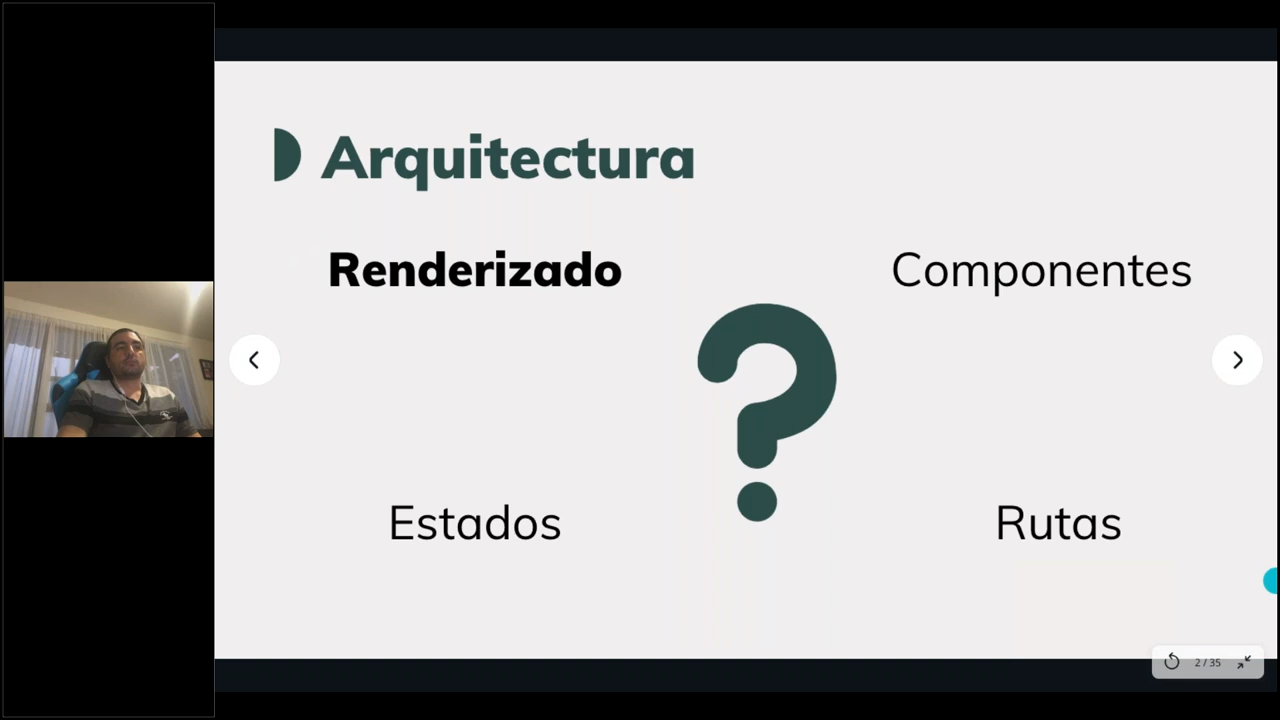 Arquitectura
Renderizado
Componentes
?
Estados
Rutas
2 / 35